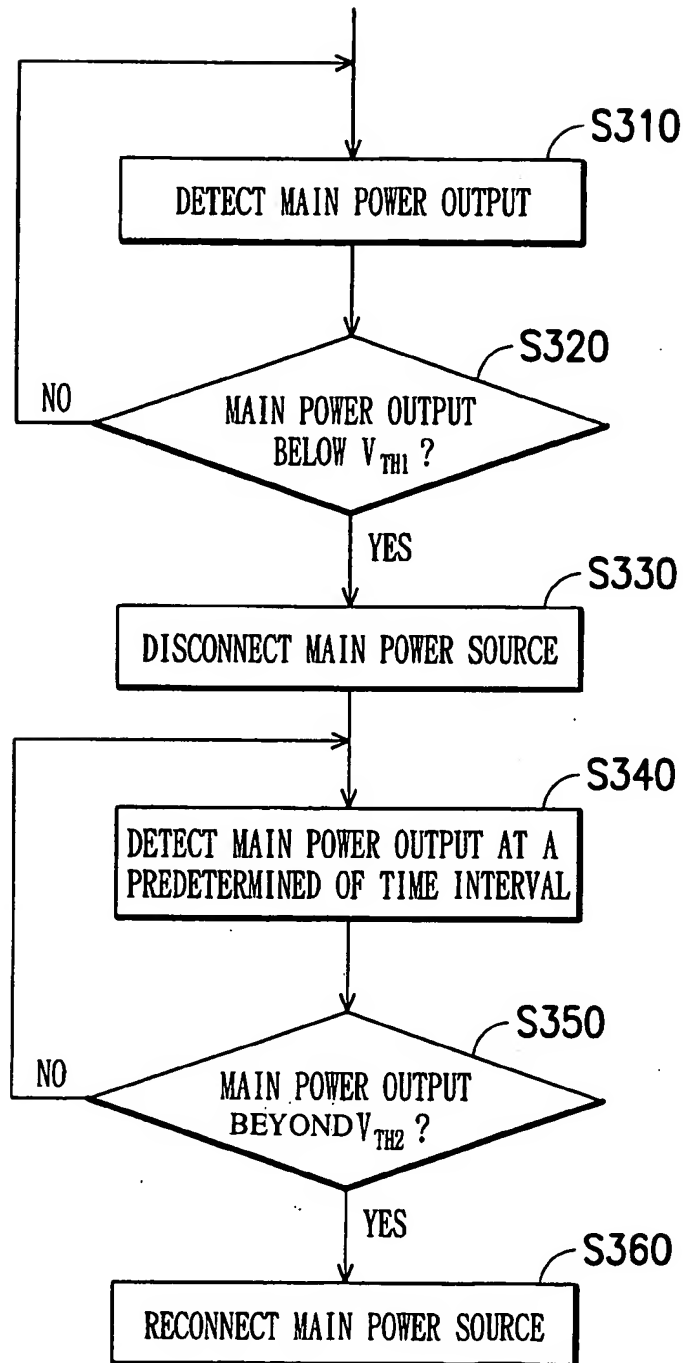 S310
DETECT MAIN POWER OUTPUT
S320
MAIN POWER OUTPUT
BELOW V_TH1 ?
NO
YES
S330
DISCONNECT MAIN POWER SOURCE
S340
DETECT MAIN POWER OUTPUT AT A
PREDETERMINED OF TIME INTERVAL
S350
MAIN POWER OUTPUT
BEYOND V_TH2 ?
NO
YES
S360
RECONNECT MAIN POWER SOURCE